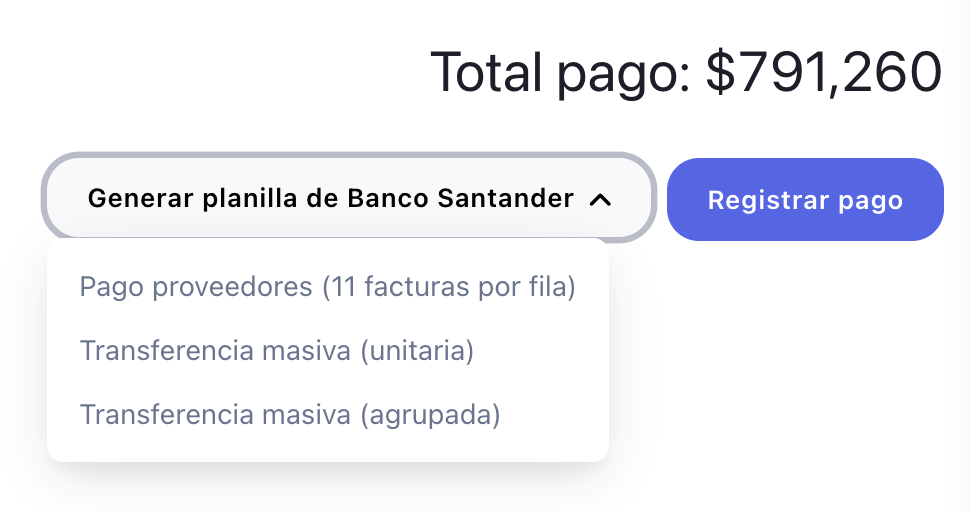 Total pago: $791,260
Generar planilla de Banco Santander
Registrar pago
Pago proveedores (11 facturas por fila)
Transferencia masiva (unitaria)
Transferencia masiva (agrupada)